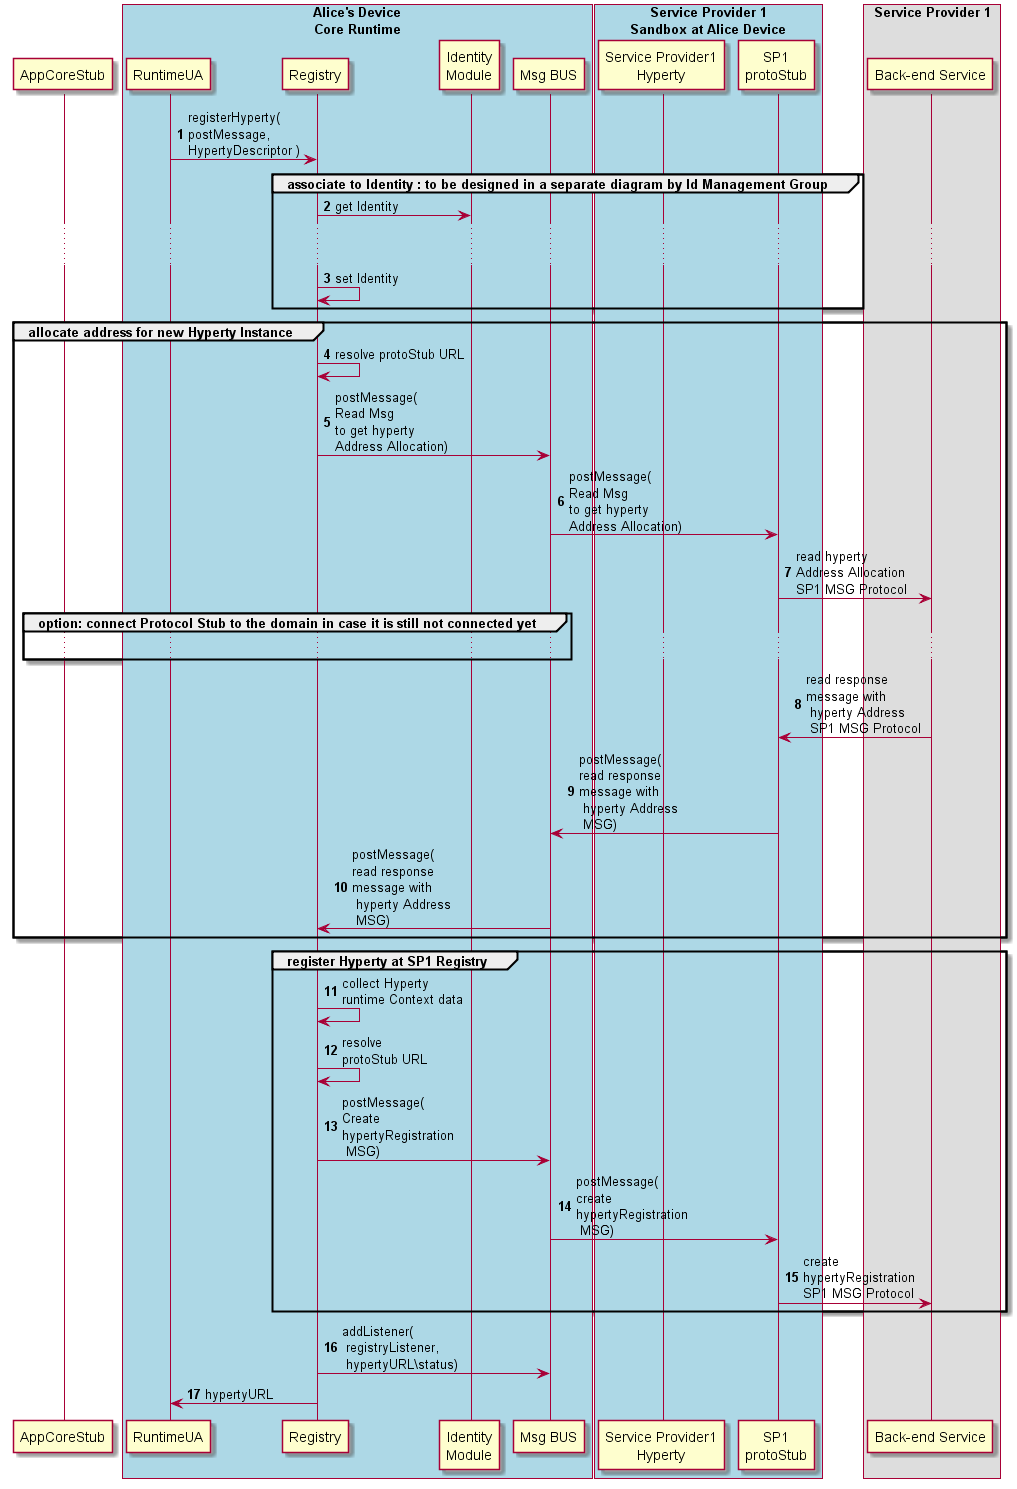 Alice's Device
Core Runtime
Service Provider 1
Sandbox at Alice Device
Service Provider 1
AppCoreStub
RuntimeUA
Registry
Identity
Module
Msg BUS
Service Provider1
Hyperty
SP1
protoStub
Back-end Service
1 registerHyperty(
postMessage,
HypertyDescriptor )
associate to Identity : to be designed in a separate diagram by Id Management Group
2 get Identity
3 set Identity
allocate address for new Hyperty Instance
4 resolve protoStub URL
5 postMessage(
Read Msg
to get hyperty
Address Allocation)
6 postMessage(
Read Msg
to get hyperty
Address Allocation)
7 read hyperty
Address Allocation
SP1 MSG Protocol
option: connect Protocol Stub to the domain in case it is still not connected yet
8 read response
message with
hyperty Address
SP1 MSG Protocol
9 postMessage(
read response
message with
hyperty Address
MSG)
10 postMessage(
read response
message with
hyperty Address
MSG)
register Hyperty at SP1 Registry
11 collect Hyperty
runtime Context data
12 resolve
protoStub URL
13 postMessage(
Create
hypertyRegistration
MSG)
14 postMessage(
create
hypertyRegistration
MSG)
15 create
hypertyRegistration
SP1 MSG Protocol
16 addListener(
registryListener,
hypertyURL\status)
17 hypertyURL
AppCoreStub
RuntimeUA
Registry
Identity
Module
Msg BUS
Service Provider1
Hyperty
SP1
protoStub
Back-end Service